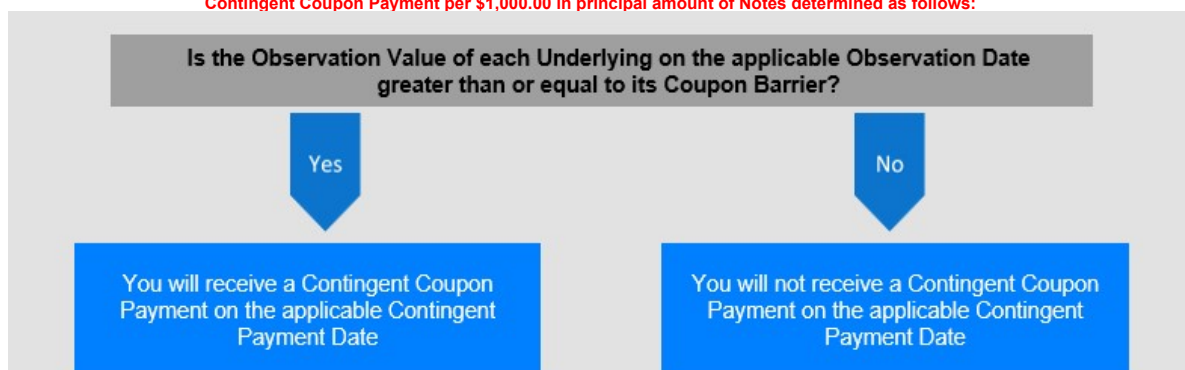 Contingent Coupon Payment per $1,000.00 in principal amount of Notes determined as follows:
Is the Observation Value of each Underlying on the applicable Observation Date
greater than or equal to its Coupon Barrier?
Yes
No
You will receive a Contingent Coupon
Payment on the applicable Contingent
Payment Date
You will not receive a Contingent Coupon
Payment on the applicable Contingent
Payment Date